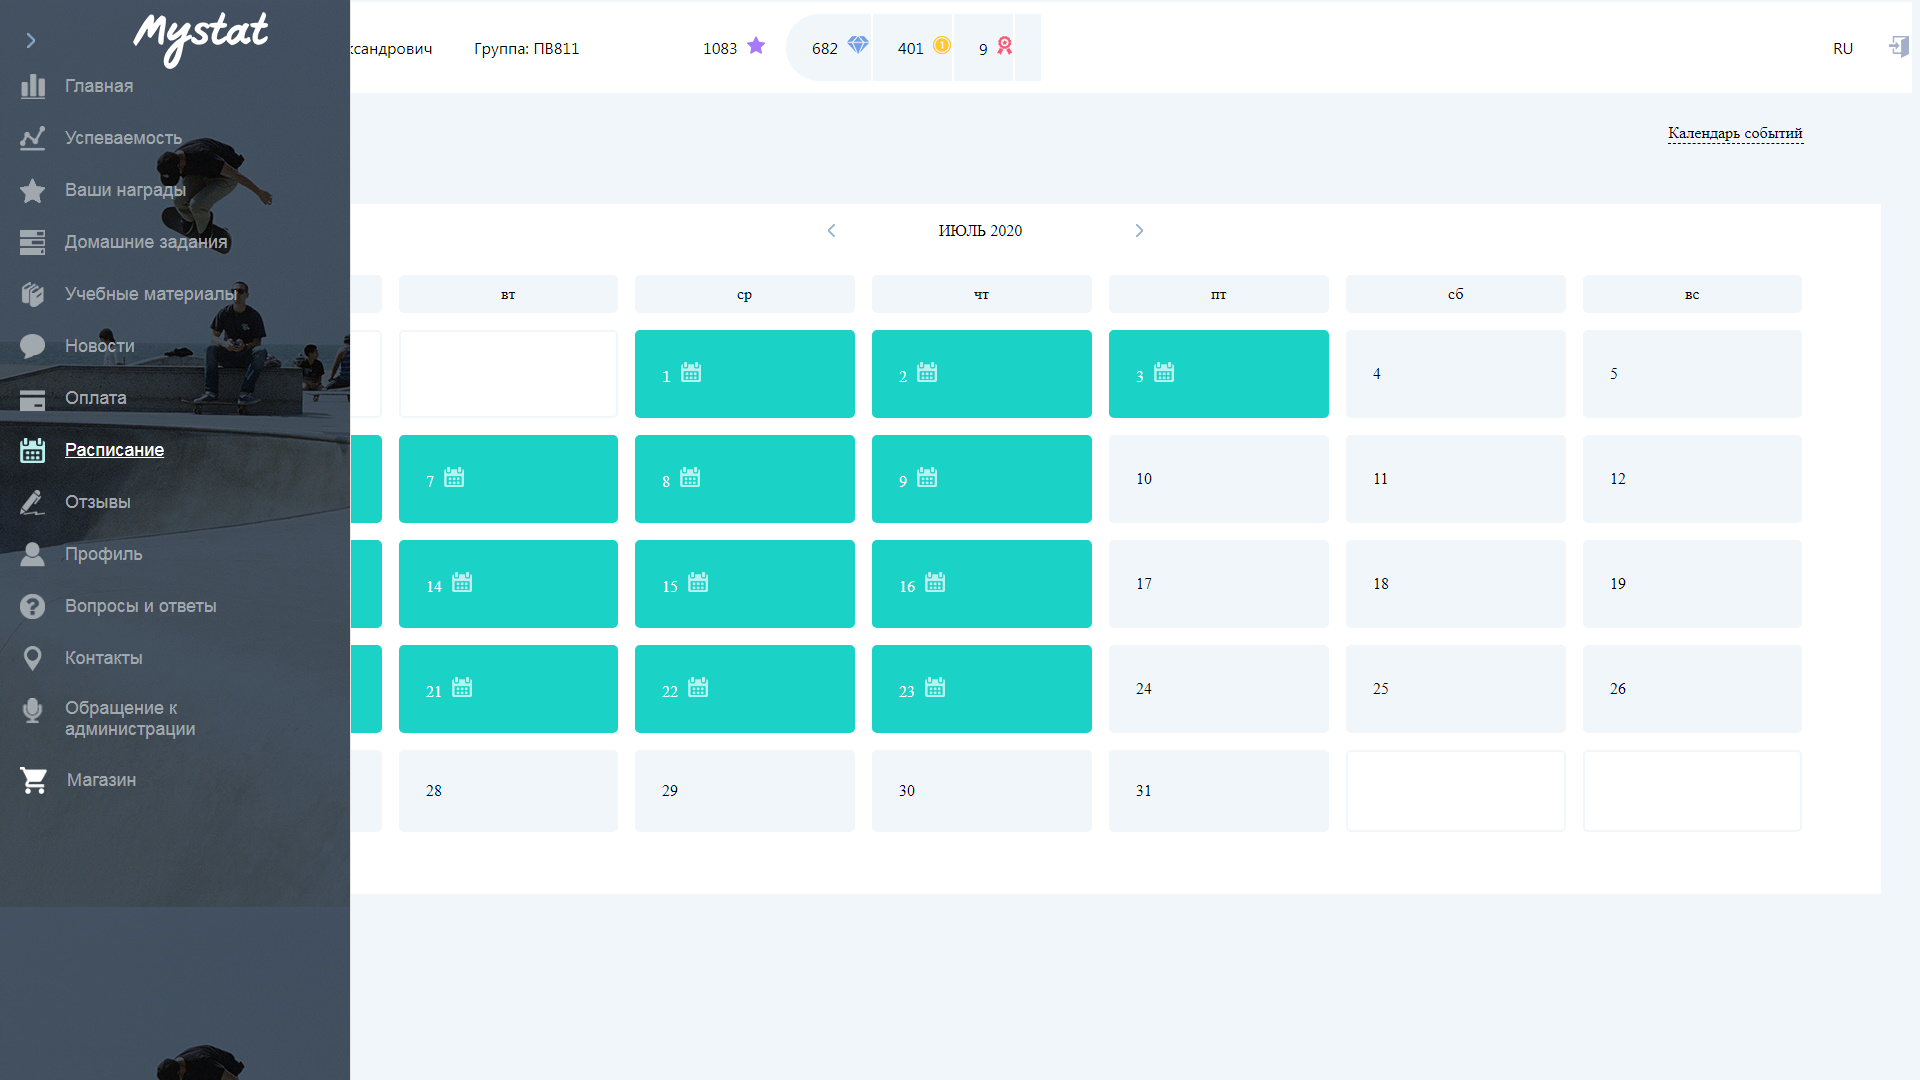 Mystat
Главная
Успеваемость
Ваши награды
Домашние задания
Учебные материалы
Новости
Оплата
Расписание
Отзывы
Профиль
Вопросы и ответы
Контакты
Обращение к
администрации
Магазин
ксандрович Группа: ПВ811 1083 682 401 9 RU
Календарь событий
ИЮЛЬ 2020
вт ср чт пт сб вс
1 2 3 4 5
7 8 9 10 11 12
14 15 16 17 18 19
21 22 23 24 25 26
28 29 30 31